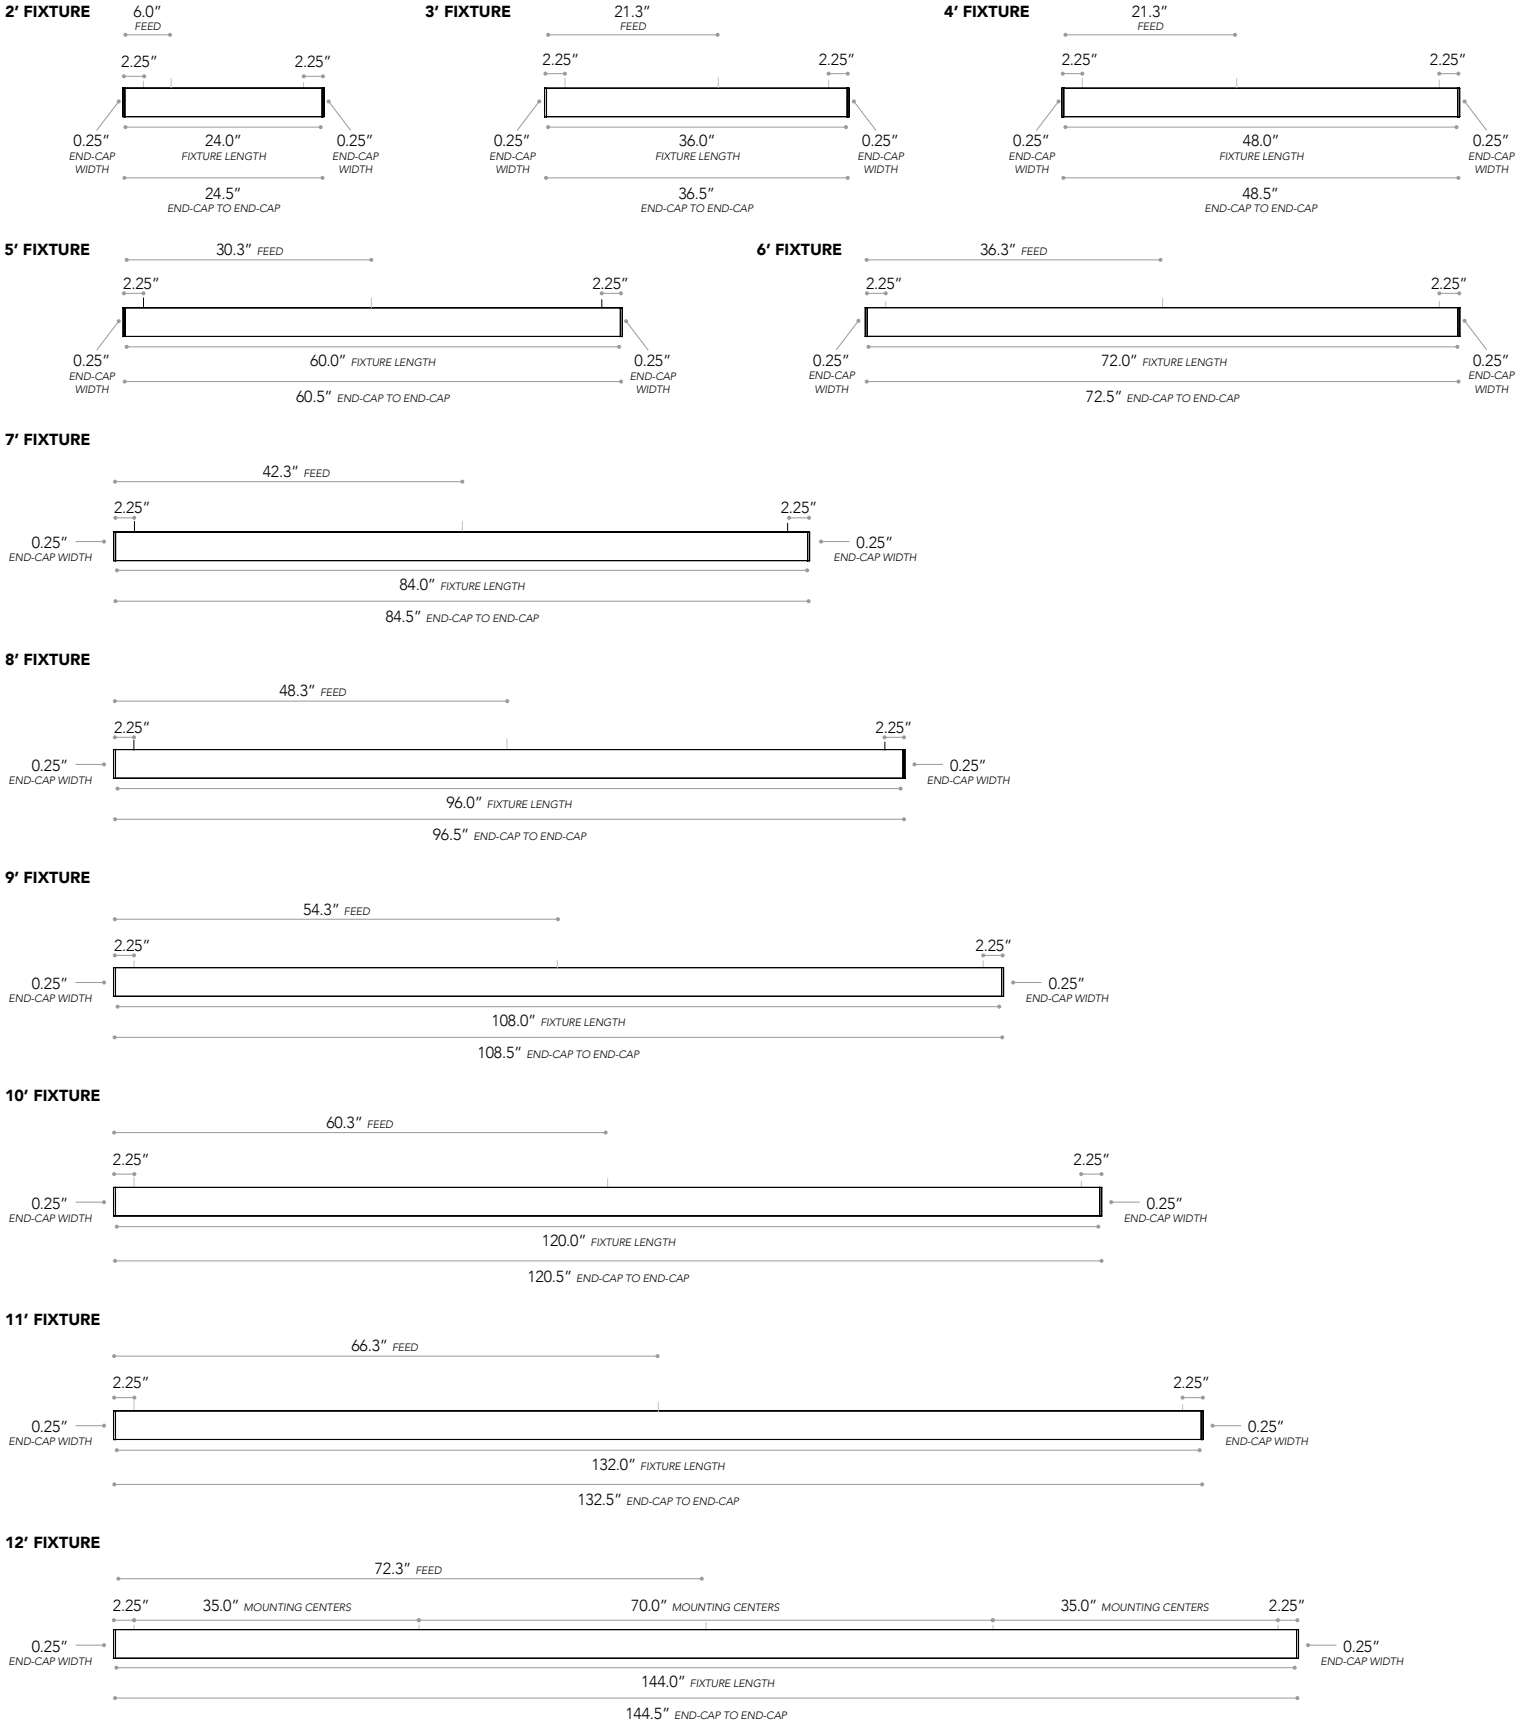 2’ FIXTURE
6.0”
FEED
2.25”
2.25”
0.25”
END-CAP
WIDTH
24.0”
FIXTURE LENGTH
0.25”
END-CAP
WIDTH
24.5”
END-CAP TO END-CAP
3’ FIXTURE
21.3”
FEED
2.25”
2.25”
0.25”
END-CAP
WIDTH
36.0”
FIXTURE LENGTH
0.25”
END-CAP
WIDTH
36.5”
END-CAP TO END-CAP
4’ FIXTURE
21.3”
FEED
2.25”
2.25”
0.25”
END-CAP
WIDTH
48.0”
FIXTURE LENGTH
0.25”
END-CAP
WIDTH
48.5”
END-CAP TO END-CAP
5’ FIXTURE
30.3” FEED
2.25”
2.25”
0.25”
END-CAP
WIDTH
60.0” FIXTURE LENGTH
0.25”
END-CAP
WIDTH
60.5” END-CAP TO END-CAP
6’ FIXTURE
36.3” FEED
2.25”
2.25”
0.25”
END-CAP
WIDTH
72.0” FIXTURE LENGTH
0.25”
END-CAP
WIDTH
72.5” END-CAP TO END-CAP
7’ FIXTURE
42.3” FEED
2.25”
2.25”
0.25”
END-CAP WIDTH
0.25”
END-CAP WIDTH
84.0” FIXTURE LENGTH
84.5” END-CAP TO END-CAP
8’ FIXTURE
48.3” FEED
2.25”
2.25”
0.25”
END-CAP WIDTH
0.25”
END-CAP WIDTH
96.0” FIXTURE LENGTH
96.5” END-CAP TO END-CAP
9’ FIXTURE
54.3” FEED
2.25”
2.25”
0.25”
END-CAP WIDTH
0.25”
END-CAP WIDTH
108.0” FIXTURE LENGTH
108.5” END-CAP TO END-CAP
10’ FIXTURE
60.3” FEED
2.25”
2.25”
0.25”
END-CAP WIDTH
0.25”
END-CAP WIDTH
120.0” FIXTURE LENGTH
120.5” END-CAP TO END-CAP
11’ FIXTURE
66.3” FEED
2.25”
2.25”
0.25”
END-CAP WIDTH
0.25”
END-CAP WIDTH
132.0” FIXTURE LENGTH
132.5” END-CAP TO END-CAP
12’ FIXTURE
72.3” FEED
2.25”
35.0” MOUNTING CENTERS
70.0” MOUNTING CENTERS
35.0” MOUNTING CENTERS
2.25”
0.25”
END-CAP WIDTH
0.25”
END-CAP WIDTH
144.0” FIXTURE LENGTH
144.5” END-CAP TO END-CAP